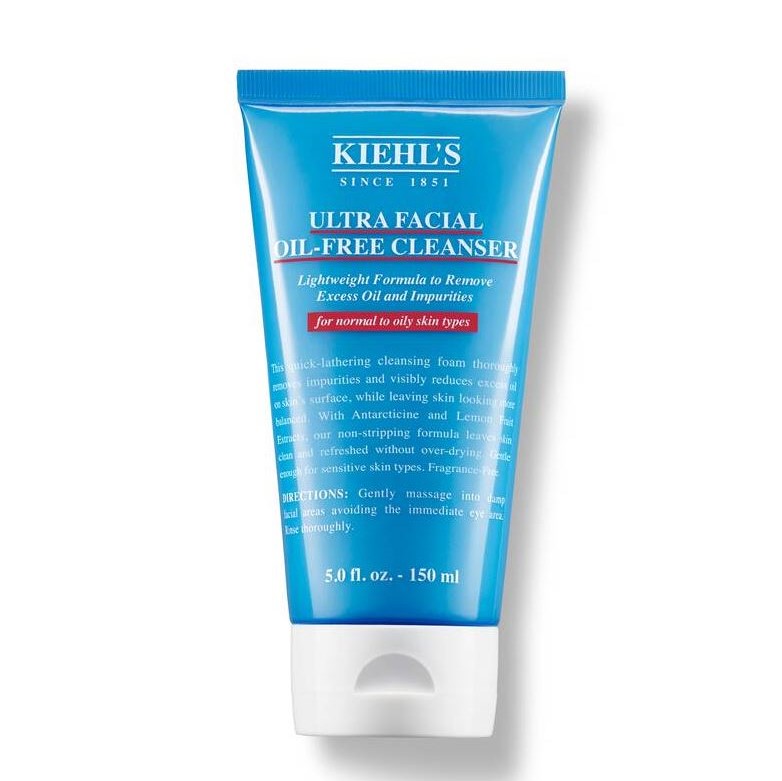 KIEHL'S
SINCE 1851
ULTRA FACIAL
OIL-FREE CLEANSER
Lightweight Formula to Remove
Excess Oil and Impurities
for normal to oily skin types
This quick-lathering cleansing foam thoroughly
removes impurities and visibly reduces excess oil
on skin's surface, while leaving skin looking more
balanced. With Antarcticine and Lemon Fruit
Extracts, our non-stripping formula leaves skin
clean and refreshed without over-drying. Gentle
enough for sensitive skin types. Fragrance-Free.
DIRECTIONS: Gently massage into damp
facial areas avoiding the immediate eye area.
Rinse thoroughly.
5.0 fl. oz. - 150 ml